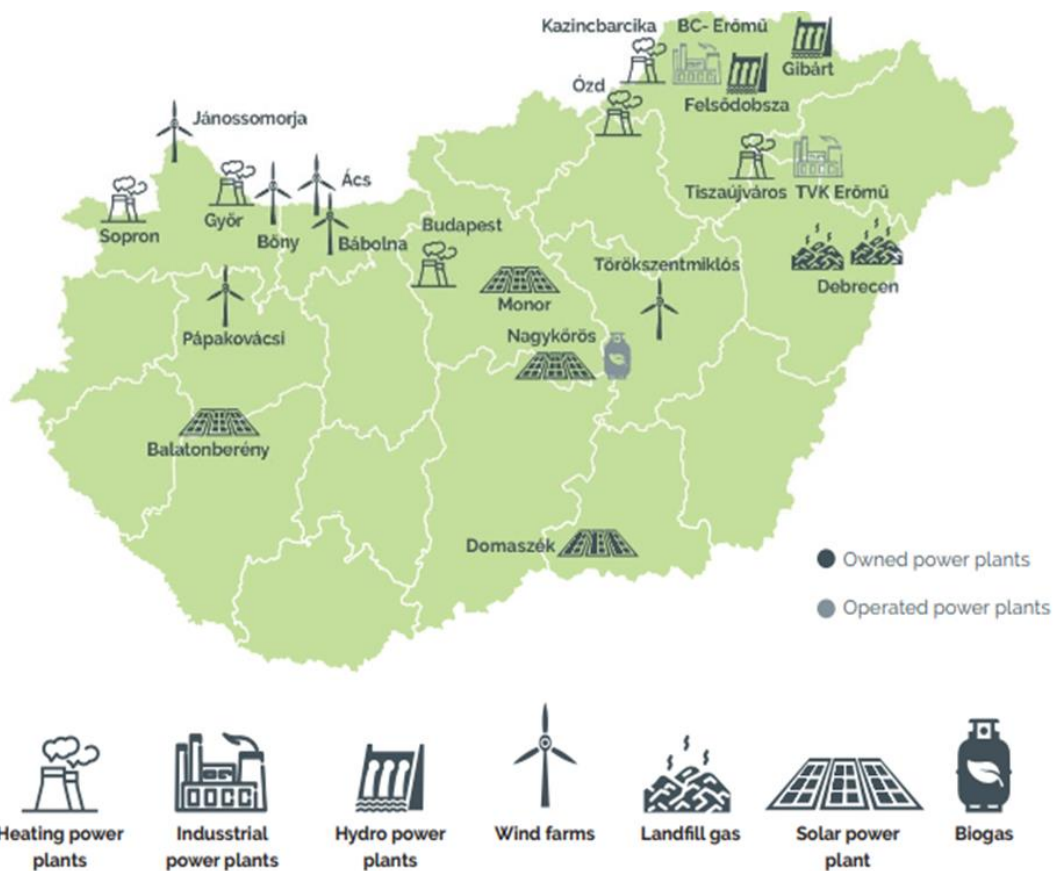 Kazincbarcika
BC- Erőmű
Gibárt
Ózd
Felsődobsza
Jánossomorja
Tiszaújváros
TVK Erőmű
Sopron
Győr
Ács
Bőny
Bábolna
Budapest
Törökszentmiklós
Debrecen
Monor
Pápakovácsi
Nagykőrös
Balatonberény
Domaszék
Owned power plants
Operated power plants
Heating power
plants
Indusstrial
power plants
Hydro power
plants
Wind farms
Landfill gas
Solar power
plant
Biogas